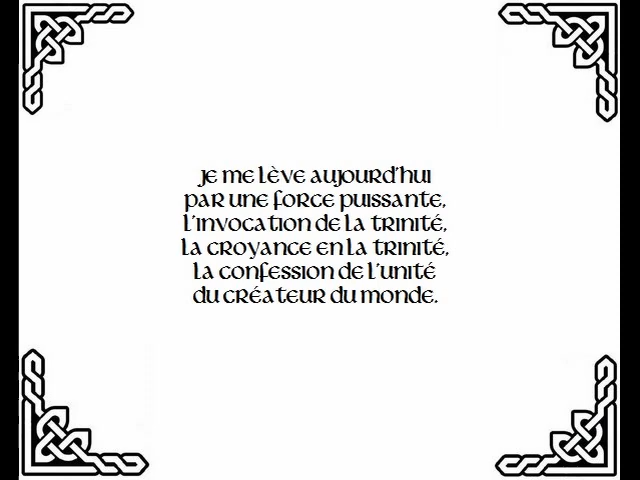 Je me lève aujourd'hui
par une force puissante,
l'invocation de la trinité,
la croyance en la trinité,
la confession de l'unité
du créateur du monde.